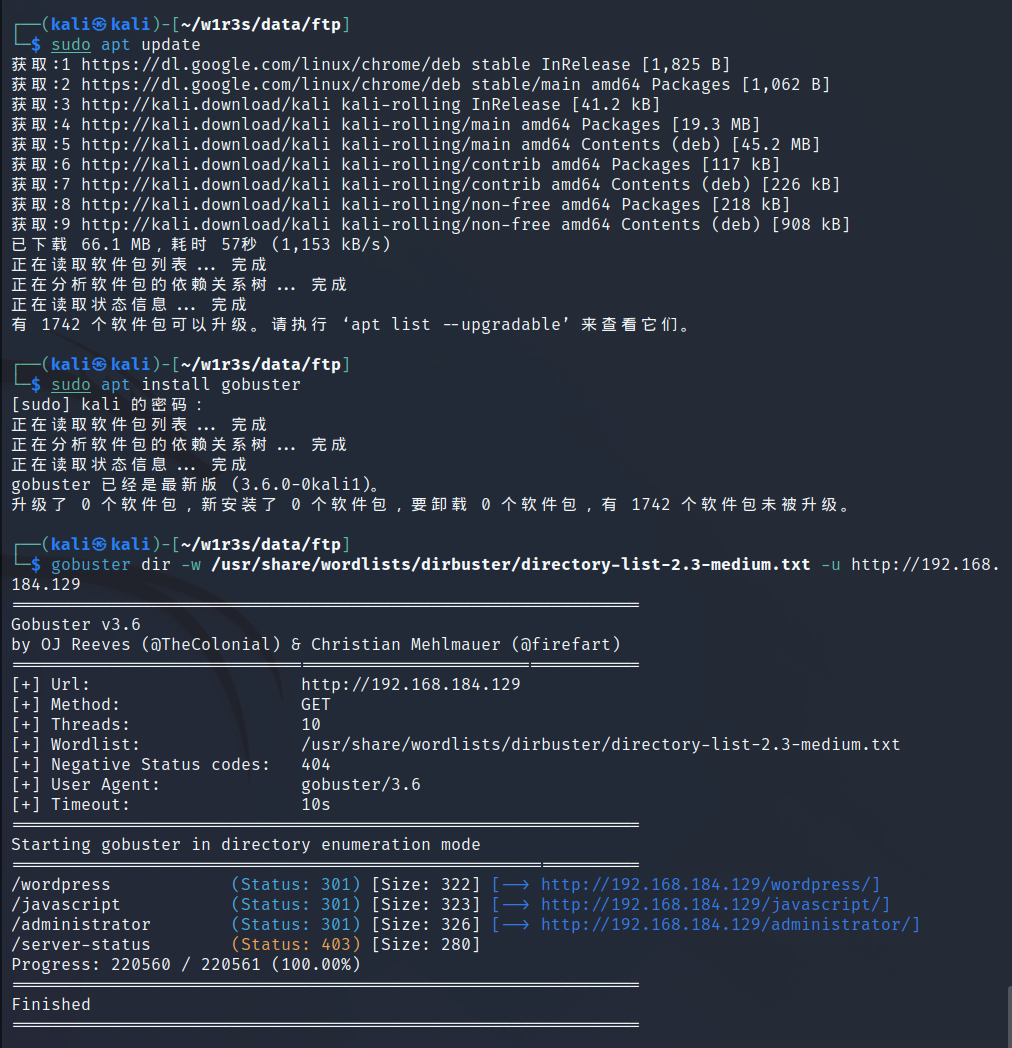 ┌──(kali㉿kali)-[~/w1r3s/data/ftp]
└─$ sudo apt update
获取:1 https://dl.google.com/linux/chrome/deb stable InRelease [1,825 B]
获取:2 https://dl.google.com/linux/chrome/deb stable/main amd64 Packages [1,062 B]
获取:3 http://kali.download/kali kali-rolling InRelease [41.2 kB]
获取:4 http://kali.download/kali kali-rolling/main amd64 Packages [19.3 MB]
获取:5 http://kali.download/kali kali-rolling/main amd64 Contents (deb) [45.2 MB]
获取:6 http://kali.download/kali kali-rolling/contrib amd64 Packages [117 kB]
获取:7 http://kali.download/kali kali-rolling/contrib amd64 Contents (deb) [226 kB]
获取:8 http://kali.download/kali kali-rolling/non-free amd64 Packages [218 kB]
获取:9 http://kali.download/kali kali-rolling/non-free amd64 Contents (deb) [908 kB]
已下载 66.1 MB，耗时 57秒 (1,153 kB/s)
正在读取软件包列表... 完成
正在分析软件包的依赖关系树... 完成
正在读取状态信息... 完成
有 1742 个软件包可以升级。请执行 ‘apt list --upgradable’ 来查看它们。
┌──(kali㉿kali)-[~/w1r3s/data/ftp]
└─$ sudo apt install gobuster
[sudo] kali 的密码：
正在读取软件包列表... 完成
正在分析软件包的依赖关系树... 完成
正在读取状态信息... 完成
gobuster 已经是最新版 (3.6.0-0kali1)。
升级了 0 个软件包，新安装了 0 个软件包，要卸载 0 个软件包，有 1742 个软件包未被升级。
┌──(kali㉿kali)-[~/w1r3s/data/ftp]
└─$ gobuster dir -w /usr/share/wordlists/dirbuster/directory-list-2.3-medium.txt -u http://192.168.
184.129
===============================================================
Gobuster v3.6
by OJ Reeves (@TheColonial) & Christian Mehlmauer (@firefart)
===============================================================
[+] Url: http://192.168.184.129
[+] Method: GET
[+] Threads: 10
[+] Wordlist: /usr/share/wordlists/dirbuster/directory-list-2.3-medium.txt
[+] Negative Status codes: 404
[+] User Agent: gobuster/3.6
[+] Timeout: 10s
===============================================================
Starting gobuster in directory enumeration mode
===============================================================
/wordpress (Status: 301) [Size: 322] [--> http://192.168.184.129/wordpress/]
/javascript (Status: 301) [Size: 323] [--> http://192.168.184.129/javascript/]
/administrator (Status: 301) [Size: 326] [--> http://192.168.184.129/administrator/]
/server-status (Status: 403) [Size: 280]
Progress: 220560 / 220561 (100.00%)
===============================================================
Finished
===============================================================